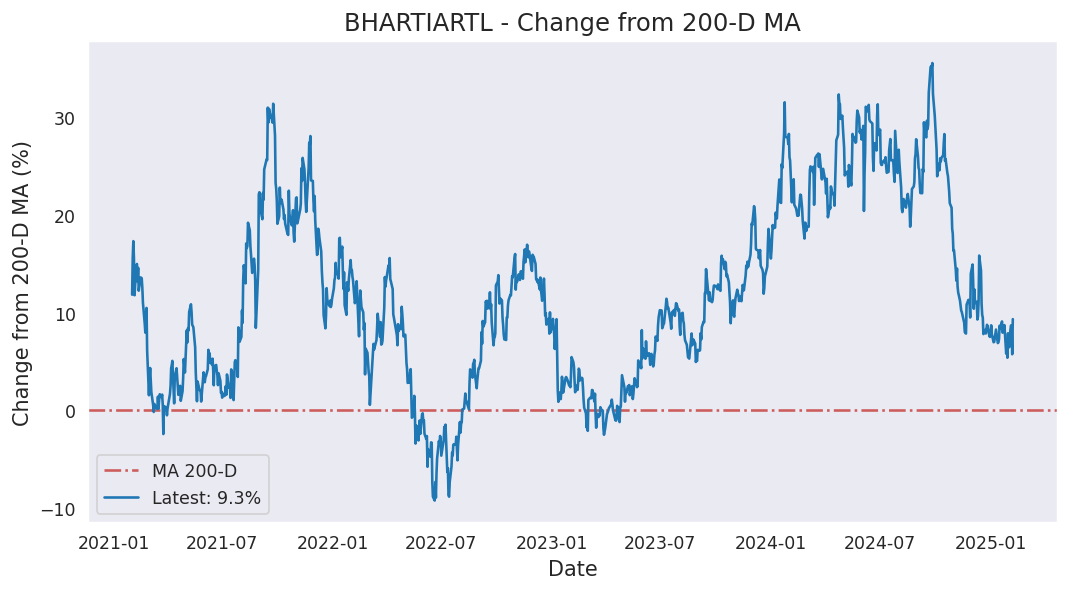 BHARTIARTL - Change from 200-D MA
Change from 200-D MA (%)
30
20
10
0
−10
MA 200-D
Latest: 9.3%
2021-01 2021-07 2022-01 2022-07 2023-01 2023-07 2024-01 2024-07 2025-01
Date